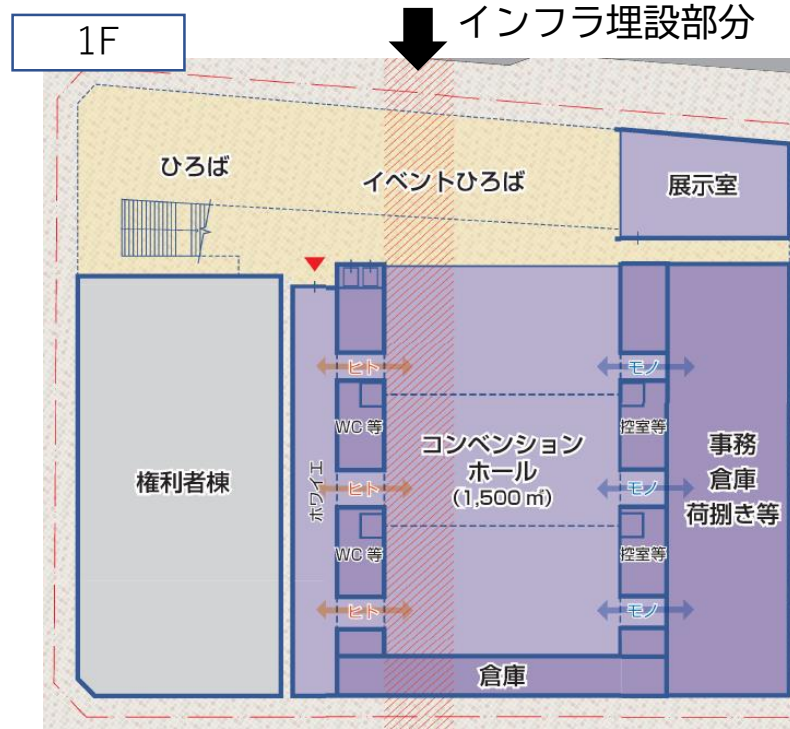 1F
インフラ埋設部分
ひろば
イベントひろば
展示室
ヒト
モノ
WC 等
控室等
コンベンション
ホール
(1,500 ㎡)
権利者棟
ホワイエ
事務
倉庫
荷捌き等
ヒト
モノ
WC 等
控室等
ヒト
モノ
倉庫